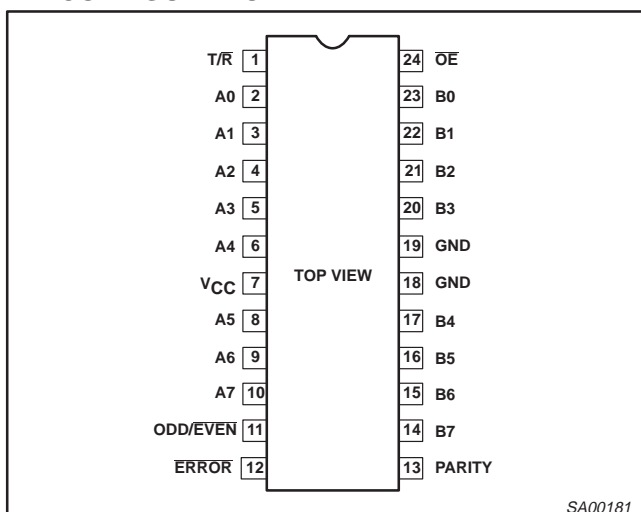 T/R 1 24 OE
A0 2 23 B0
A1 3 22 B1
A2 4 21 B2
A3 5 20 B3
A4 6 19 GND
VCC 7 TOP VIEW 18 GND
A5 8 17 B4
A6 9 16 B5
A7 10 15 B6
ODD/EVEN 11 14 B7
ERROR 12 13 PARITY
SA00181